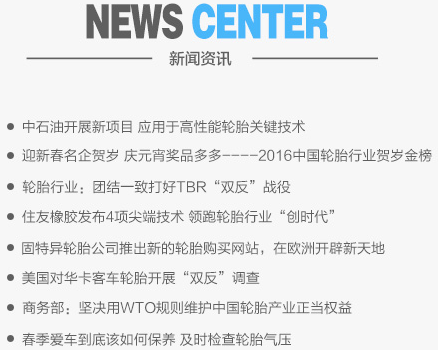 NEWS CENTER
新闻资讯
中石油开展新项目 应用于高性能轮胎关键技术
迎新春名企贺岁 庆元宵奖品多多----2016中国轮胎行业贺岁金榜
轮胎行业：团结一致打好TBR“双反”战役
住友橡胶发布4项尖端技术 领跑轮胎行业“创时代”
固特异轮胎公司推出新的轮胎购买网站，在欧洲开辟新天地
美国对华卡客车轮胎开展“双反”调查
商务部：坚决用WTO规则维护中国轮胎产业正当权益
春季爱车到底该如何保养 及时检查轮胎气压